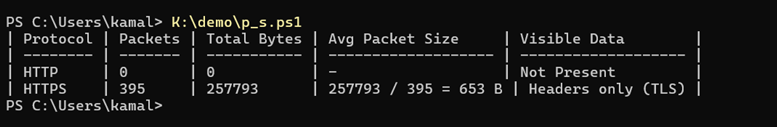 PS C:\Users\kamal> K:\demo\p_s.ps1
| Protocol | Packets | Total Bytes | Avg Packet Size | Visible Data |
| -------- | ------- | ----------- | ------------------- | ------------------- |
| HTTP | 0 | 0 | - | Not Present |
| HTTPS | 395 | 257793 | 257793 / 395 = 653 B | Headers only (TLS) |
PS C:\Users\kamal>